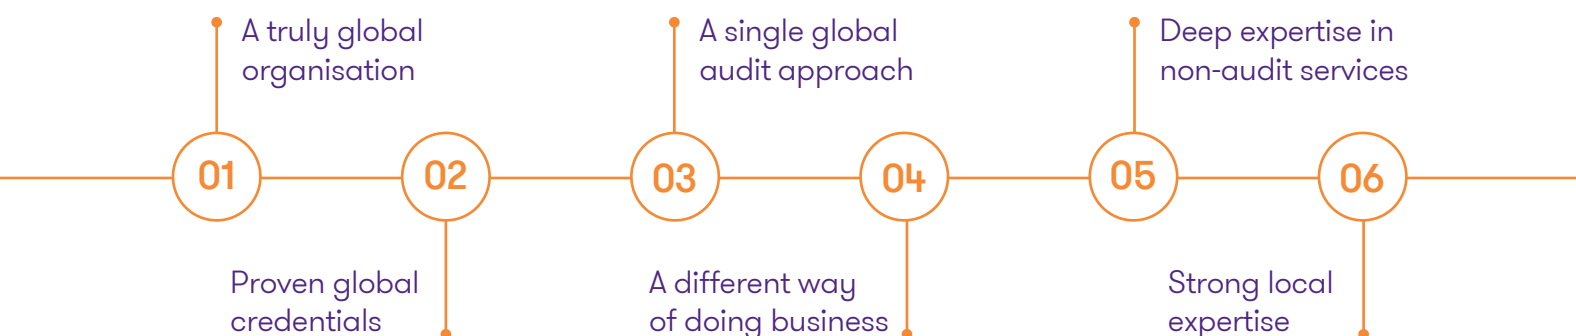 A truly global
organisation
A single global
audit approach
Deep expertise in
non-audit services
01
02
03
04
05
06
Proven global
credentials
A different way
of doing business
Strong local
expertise